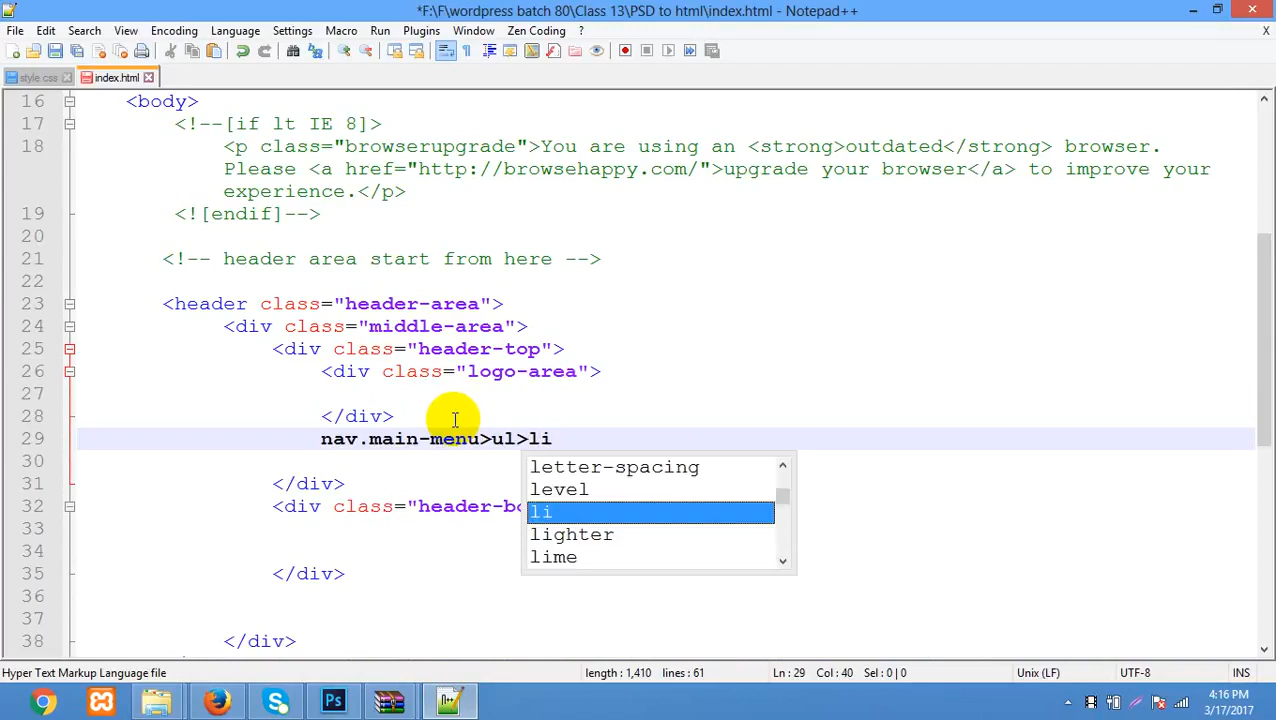 *F:\F\wordpress batch 80\Class 13\PSD to html\index.html - Notepad++
File Edit Search View Encoding Language Settings Macro Run Plugins Window Zen Coding ? X
style.css index.html
16 <body>
17 <!--[if lt IE 8]>
18 <p class="browserupgrade">You are using an <strong>outdated</strong> browser.
Please <a href="http://browsehappy.com/">upgrade your browser</a> to improve your
experience.</p>
19 <![endif]-->
20
21 <!-- header area start from here -->
22
23 <header class="header-area">
24 <div class="middle-area">
25 <div class="header-top">
26 <div class="logo-area">
27
28 </div>
29 nav.main-menu>ul>li
30
31 </div>
32 <div class="header-bo
33
34
35 </div>
36
37
38 </div>
letter-spacing
level
li
lighter
lime
Hyper Text Markup Language file length : 1,410 lines : 61 Ln : 29 Col : 40 Sel : 0 | 0 Unix (LF) UTF-8 INS
Ps
4:16 PM
3/17/2017